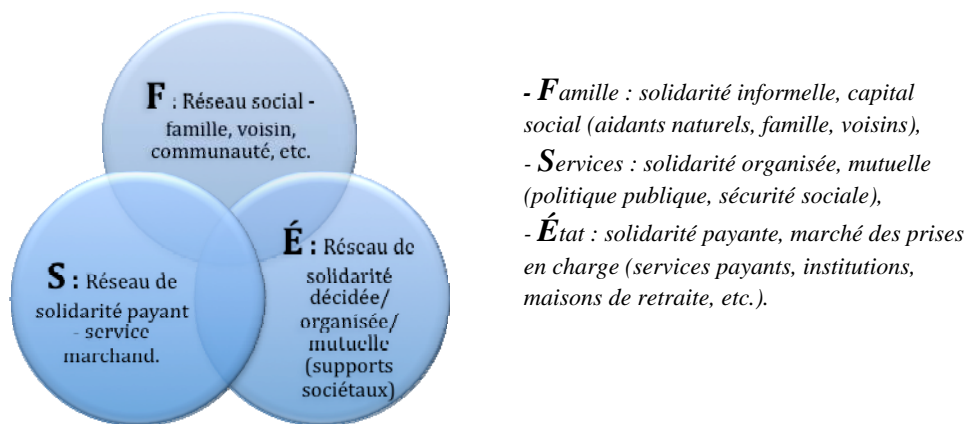 F : Réseau social -
famille, voisin,
communauté, etc.
S : Réseau de
solidarité payant
- service
marchand.
É : Réseau de
solidarité
décidée/
organisée/
mutuelle
(supports
sociétaux)
- Famille : solidarité informelle, capital
social (aidants naturels, famille, voisins),
- Services : solidarité organisée, mutuelle
(politique publique, sécurité sociale),
- État : solidarité payante, marché des prises
en charge (services payants, institutions,
maisons de retraite, etc.).